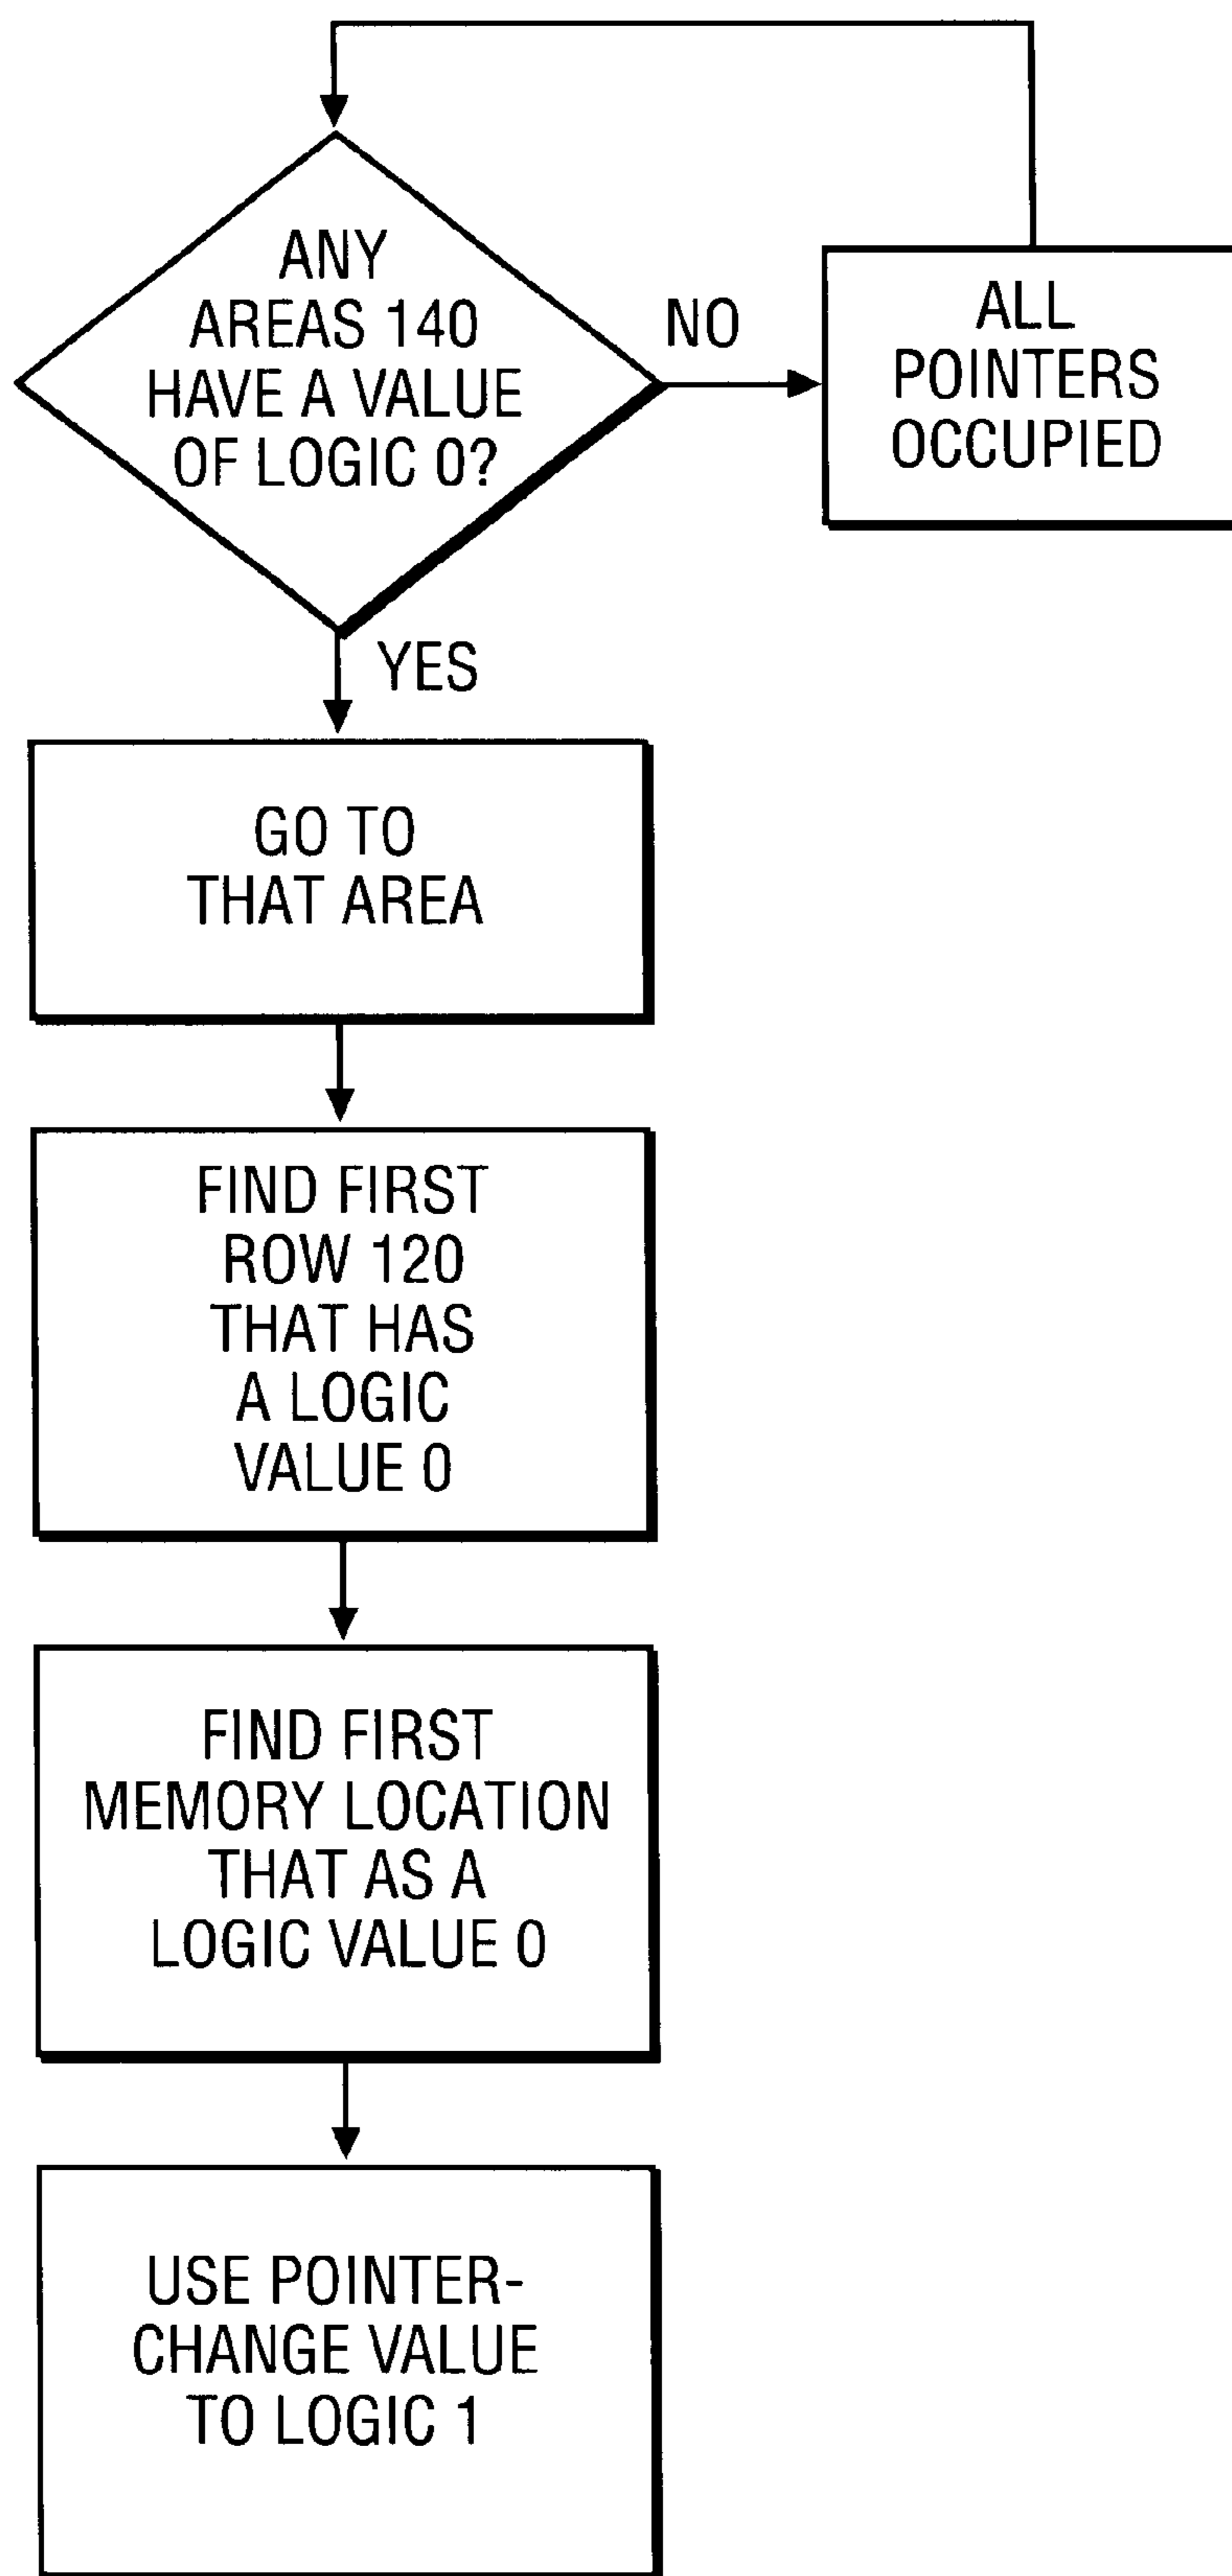 ANY
AREAS 140
HAVE A VALUE
OF LOGIC 0?
NO
ALL
POINTERS
OCCUPIED
YES
GO TO
THAT AREA
FIND FIRST
ROW 120
THAT HAS
A LOGIC
VALUE 0
FIND FIRST
MEMORY LOCATION
THAT AS A
LOGIC VALUE 0
USE POINTER-
CHANGE VALUE
TO LOGIC 1